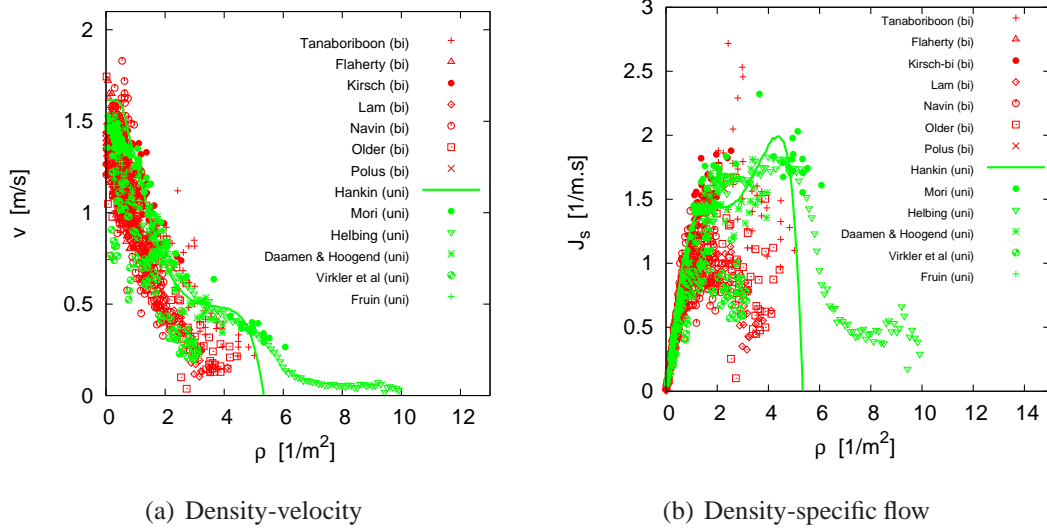 2
1.5
1
0.5
0
0 2 4 6 8 10 12
v [m/s]
ρ [1/m²]
Tanaboriboon (bi)
Flaherty (bi)
Kirsch (bi)
Lam (bi)
Navin (bi)
Older (bi)
Polus (bi)
Hankin (uni)
Mori (uni)
Helbing (uni)
Daamen & Hoogend (uni)
Virkler et al (uni)
Fruin (uni)
(a) Density-velocity
3
2.5
2
1.5
1
0.5
0
0 2 4 6 8 10 12 14
Js [1/m.s]
ρ [1/m²]
Tanaboriboon (bi)
Flaherty (bi)
Kirsch-bi (bi)
Lam (bi)
Navin (bi)
Older (bi)
Polus (bi)
Hankin (uni)
Mori (uni)
Helbing (uni)
Daamen & Hoogend (uni)
Virkler et al (uni)
Fruin (uni)
(b) Density-specific flow